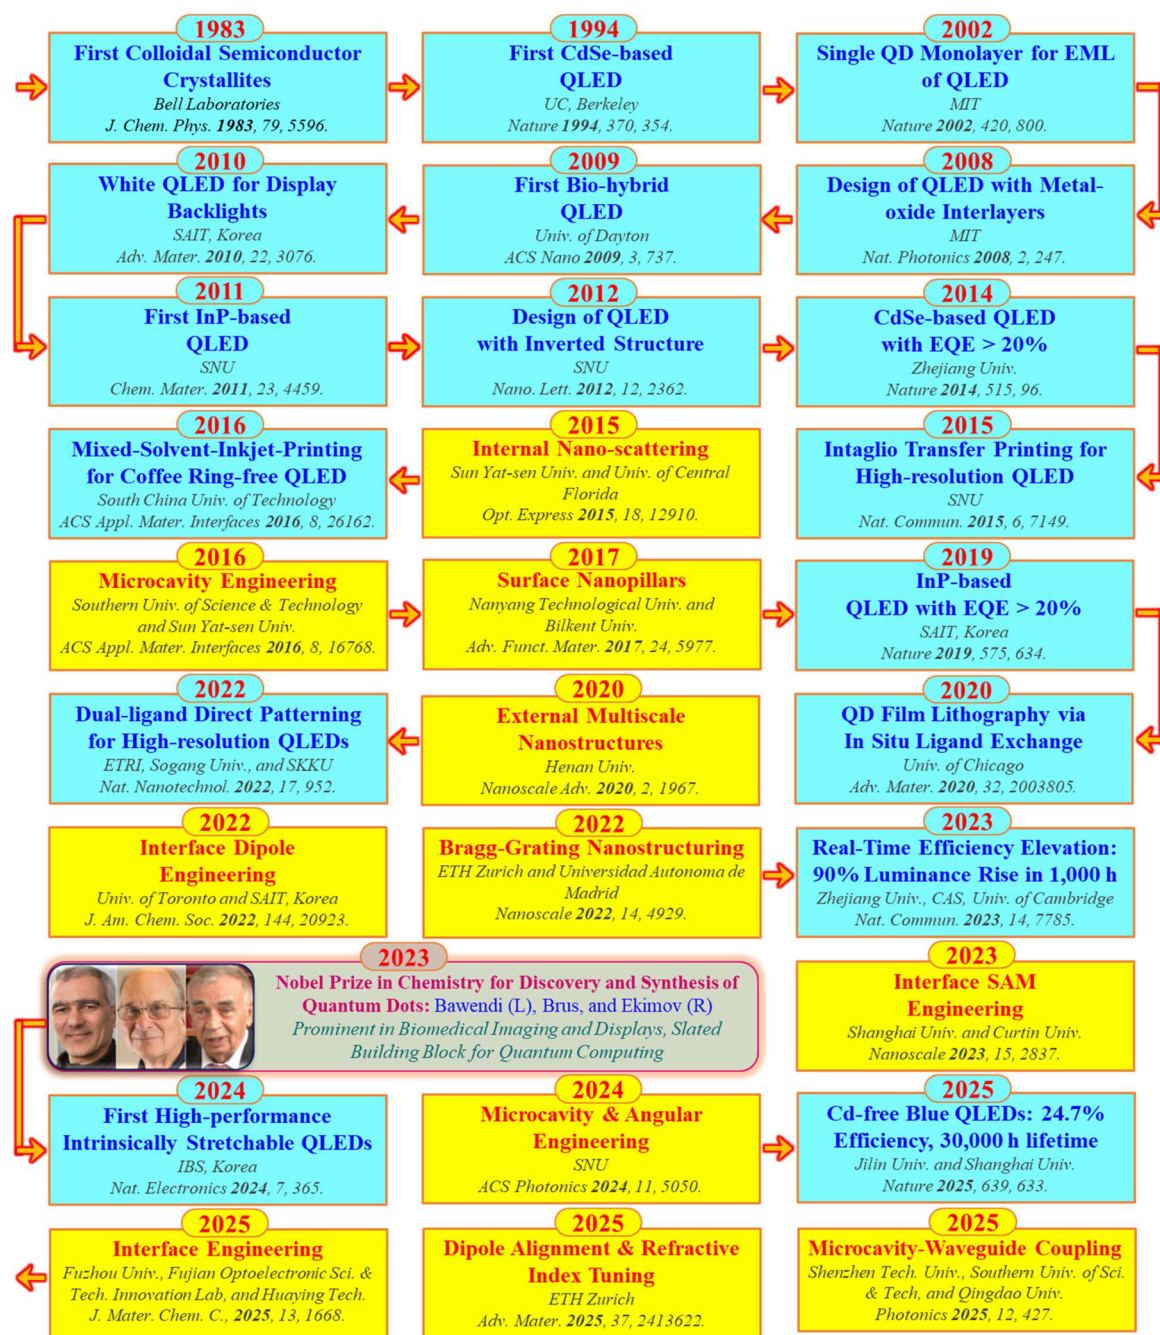 1983
First Colloidal Semiconductor
Crystallites
Bell Laboratories
J. Chem. Phys. 1983, 79, 5596.
1994
First CdSe-based
QLED
UC, Berkeley
Nature 1994, 370, 354.
2002
Single QD Monolayer for EML
of QLED
MIT
Nature 2002, 420, 800.
2010
White QLED for Display
Backlights
SAIT, Korea
Adv. Mater. 2010, 22, 3076.
2009
First Bio-hybrid
QLED
Univ. of Dayton
ACS Nano 2009, 3, 737.
2008
Design of QLED with Metal-
oxide Interlayers
MIT
Nat. Photonics 2008, 2, 247.
2011
First InP-based
QLED
SNU
Chem. Mater. 2011, 23, 4459.
2012
Design of QLED
with Inverted Structure
SNU
Nano. Lett. 2012, 12, 2362.
2014
CdSe-based QLED
with EQE > 20%
Zhejiang Univ.
Nature 2014, 515, 96.
2016
Mixed-Solvent-Inkjet-Printing
for Coffee Ring-free QLED
South China Univ. of Technology
ACS Appl. Mater. Interfaces 2016, 8, 26162.
2015
Internal Nano-scattering
Sun Yat-sen Univ. and Univ. of Central
Florida
Opt. Express 2015, 18, 12910.
2015
Intaglio Transfer Printing for
High-resolution QLED
SNU
Nat. Commun. 2015, 6, 7149.
2016
Microcavity Engineering
Southern Univ. of Science & Technology
and Sun Yat-sen Univ.
ACS Appl. Mater. Interfaces 2016, 8, 16768.
2017
Surface Nanopillars
Nanyang Technological Univ. and
Bilkent Univ.
Adv. Funct. Mater. 2017, 24, 5977.
2019
InP-based
QLED with EQE > 20%
SAIT, Korea
Nature 2019, 575, 634.
2022
Dual-ligand Direct Patterning
for High-resolution QLEDs
ETRI, Sogang Univ., and SKKU
Nat. Nanotechnol. 2022, 17, 952.
2020
External Multiscale
Nanostructures
Henan Univ.
Nanoscale Adv. 2020, 2, 1967.
2020
QD Film Lithography via
In Situ Ligand Exchange
Univ. of Chicago
Adv. Mater. 2020, 32, 2003805.
2022
Interface Dipole
Engineering
Univ. of Toronto and SAIT, Korea
J. Am. Chem. Soc. 2022, 144, 20923.
2022
Bragg-Grating Nanostructuring
ETH Zurich and Universidad Autonoma de
Madrid
Nanoscale 2022, 14, 4929.
2023
Real-Time Efficiency Elevation:
90% Luminance Rise in 1,000 h
Zhejiang Univ., CAS, Univ. of Cambridge
Nat. Commun. 2023, 14, 7785.
2023
Nobel Prize in Chemistry for Discovery and Synthesis of
Quantum Dots: Bawendi (L), Brus, and Ekimov (R)
Prominent in Biomedical Imaging and Displays, Slated
Building Block for Quantum Computing
2023
Interface SAM
Engineering
Shanghai Univ. and Curtin Univ.
Nanoscale 2023, 15, 2837.
2024
First High-performance
Intrinsically Stretchable QLEDs
IBS, Korea
Nat. Electronics 2024, 7, 365.
2024
Microcavity & Angular
Engineering
SNU
ACS Photonics 2024, 11, 5050.
2025
Cd-free Blue QLEDs: 24.7%
Efficiency, 30,000 h lifetime
Jilin Univ. and Shanghai Univ.
Nature 2025, 639, 633.
2025
Interface Engineering
Fuzhou Univ., Fujian Optoelectronic Sci. &
Tech. Innovation Lab, and Huaying Tech.
J. Mater. Chem. C., 2025, 13, 1668.
2025
Dipole Alignment & Refractive
Index Tuning
ETH Zurich
Adv. Mater. 2025, 37, 2413622.
2025
Microcavity-Waveguide Coupling
Shenzhen Tech. Univ., Southern Univ. of Sci.
& Tech, and Qingdao Univ.
Photonics 2025, 12, 427.